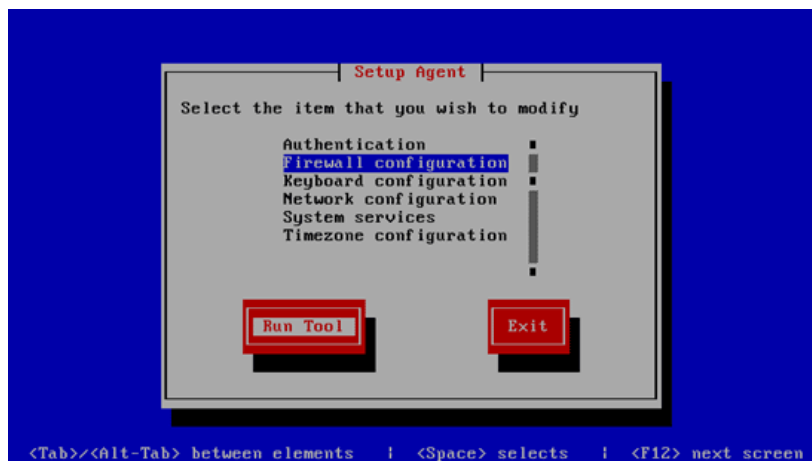 Setup Agent
Select the item that you wish to modify
Authentication
Firewall configuration
Keyboard configuration
Network configuration
System services
Timezone configuration
Run Tool Exit
<Tab>/<Alt-Tab> between elements | <Space> selects | <F12> next screen